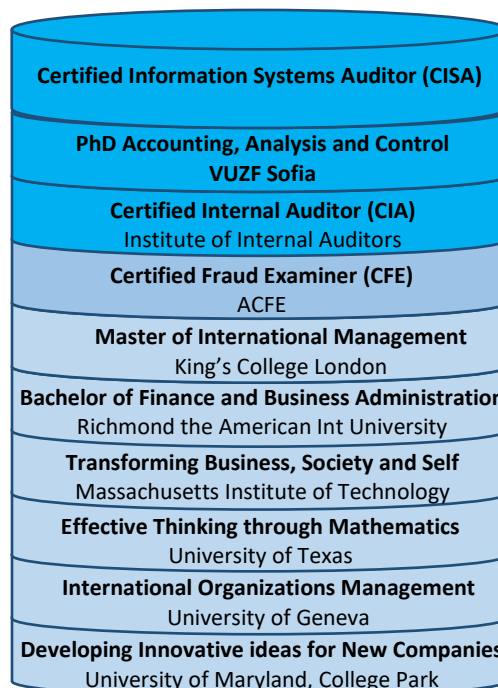 Certified Information Systems Auditor (CISA)
PhD Accounting, Analysis and Control
VUZF Sofia
Certified Internal Auditor (CIA)
Institute of Internal Auditors
Certified Fraud Examiner (CFE)
ACFE
Master of International Management
King's College London
Bachelor of Finance and Business Administration
Richmond the American Int University
Transforming Business, Society and Self
Massachusetts Institute of Technology
Effective Thinking through Mathematics
University of Texas
International Organizations Management
University of Geneva
Developing Innovative ideas for New Companies
University of Maryland, College Park